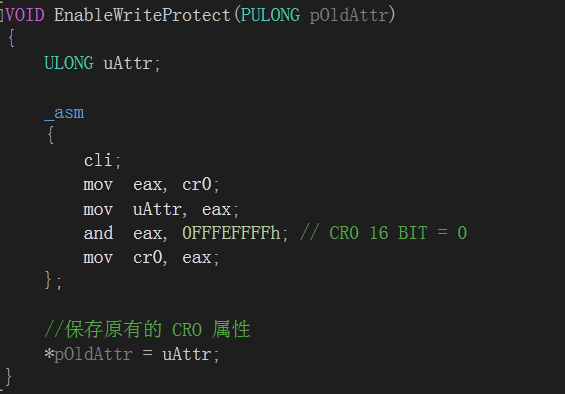 VOID EnableWriteProtect(PULONG pOldAttr)
{
ULONG uAttr;
_asm
{
cli;
mov eax, cr0;
mov uAttr, eax;
and eax, 0FFFEFFFFh; // CR0 16 BIT = 0
mov cr0, eax;
};
//保存原有的 CRO 属性
*pOldAttr = uAttr;
}